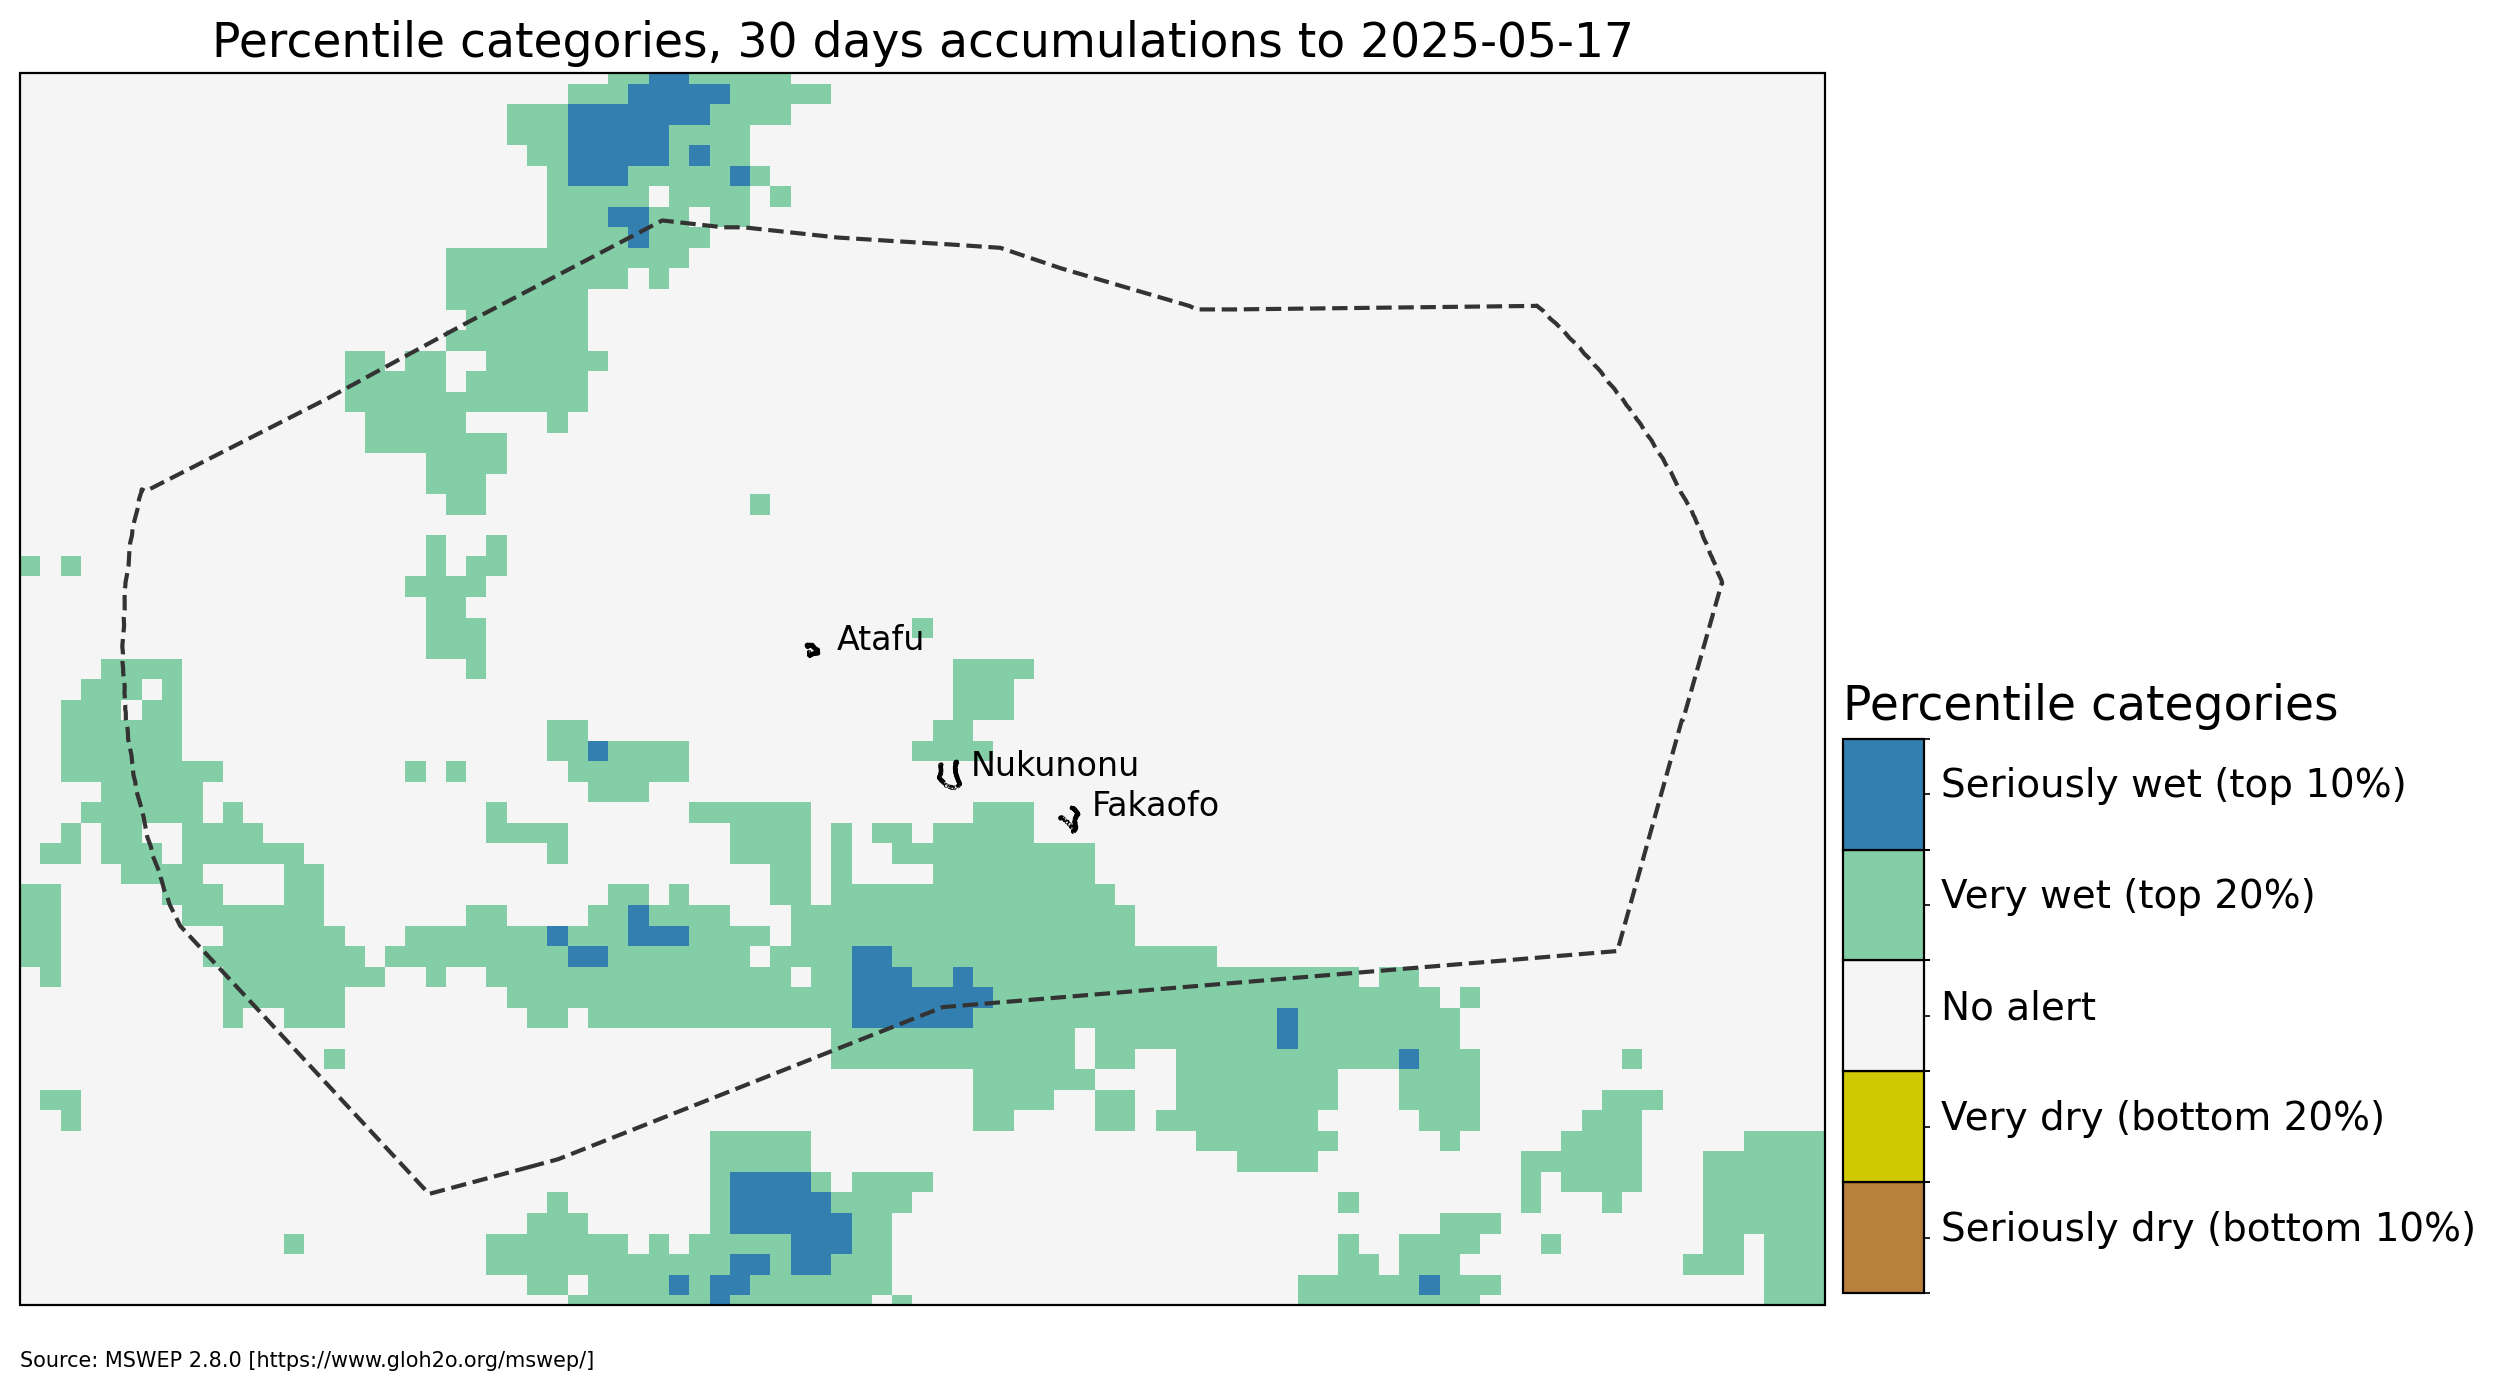 Percentile categories, 30 days accumulations to 2025-05-17
Atafu
Nukunonu
Fakaofo
Percentile categories
Seriously wet (top 10%)
Very wet (top 20%)
No alert
Very dry (bottom 20%)
Seriously dry (bottom 10%)
Source: MSWEP 2.8.0 [https://www.gloh2o.org/mswep/]